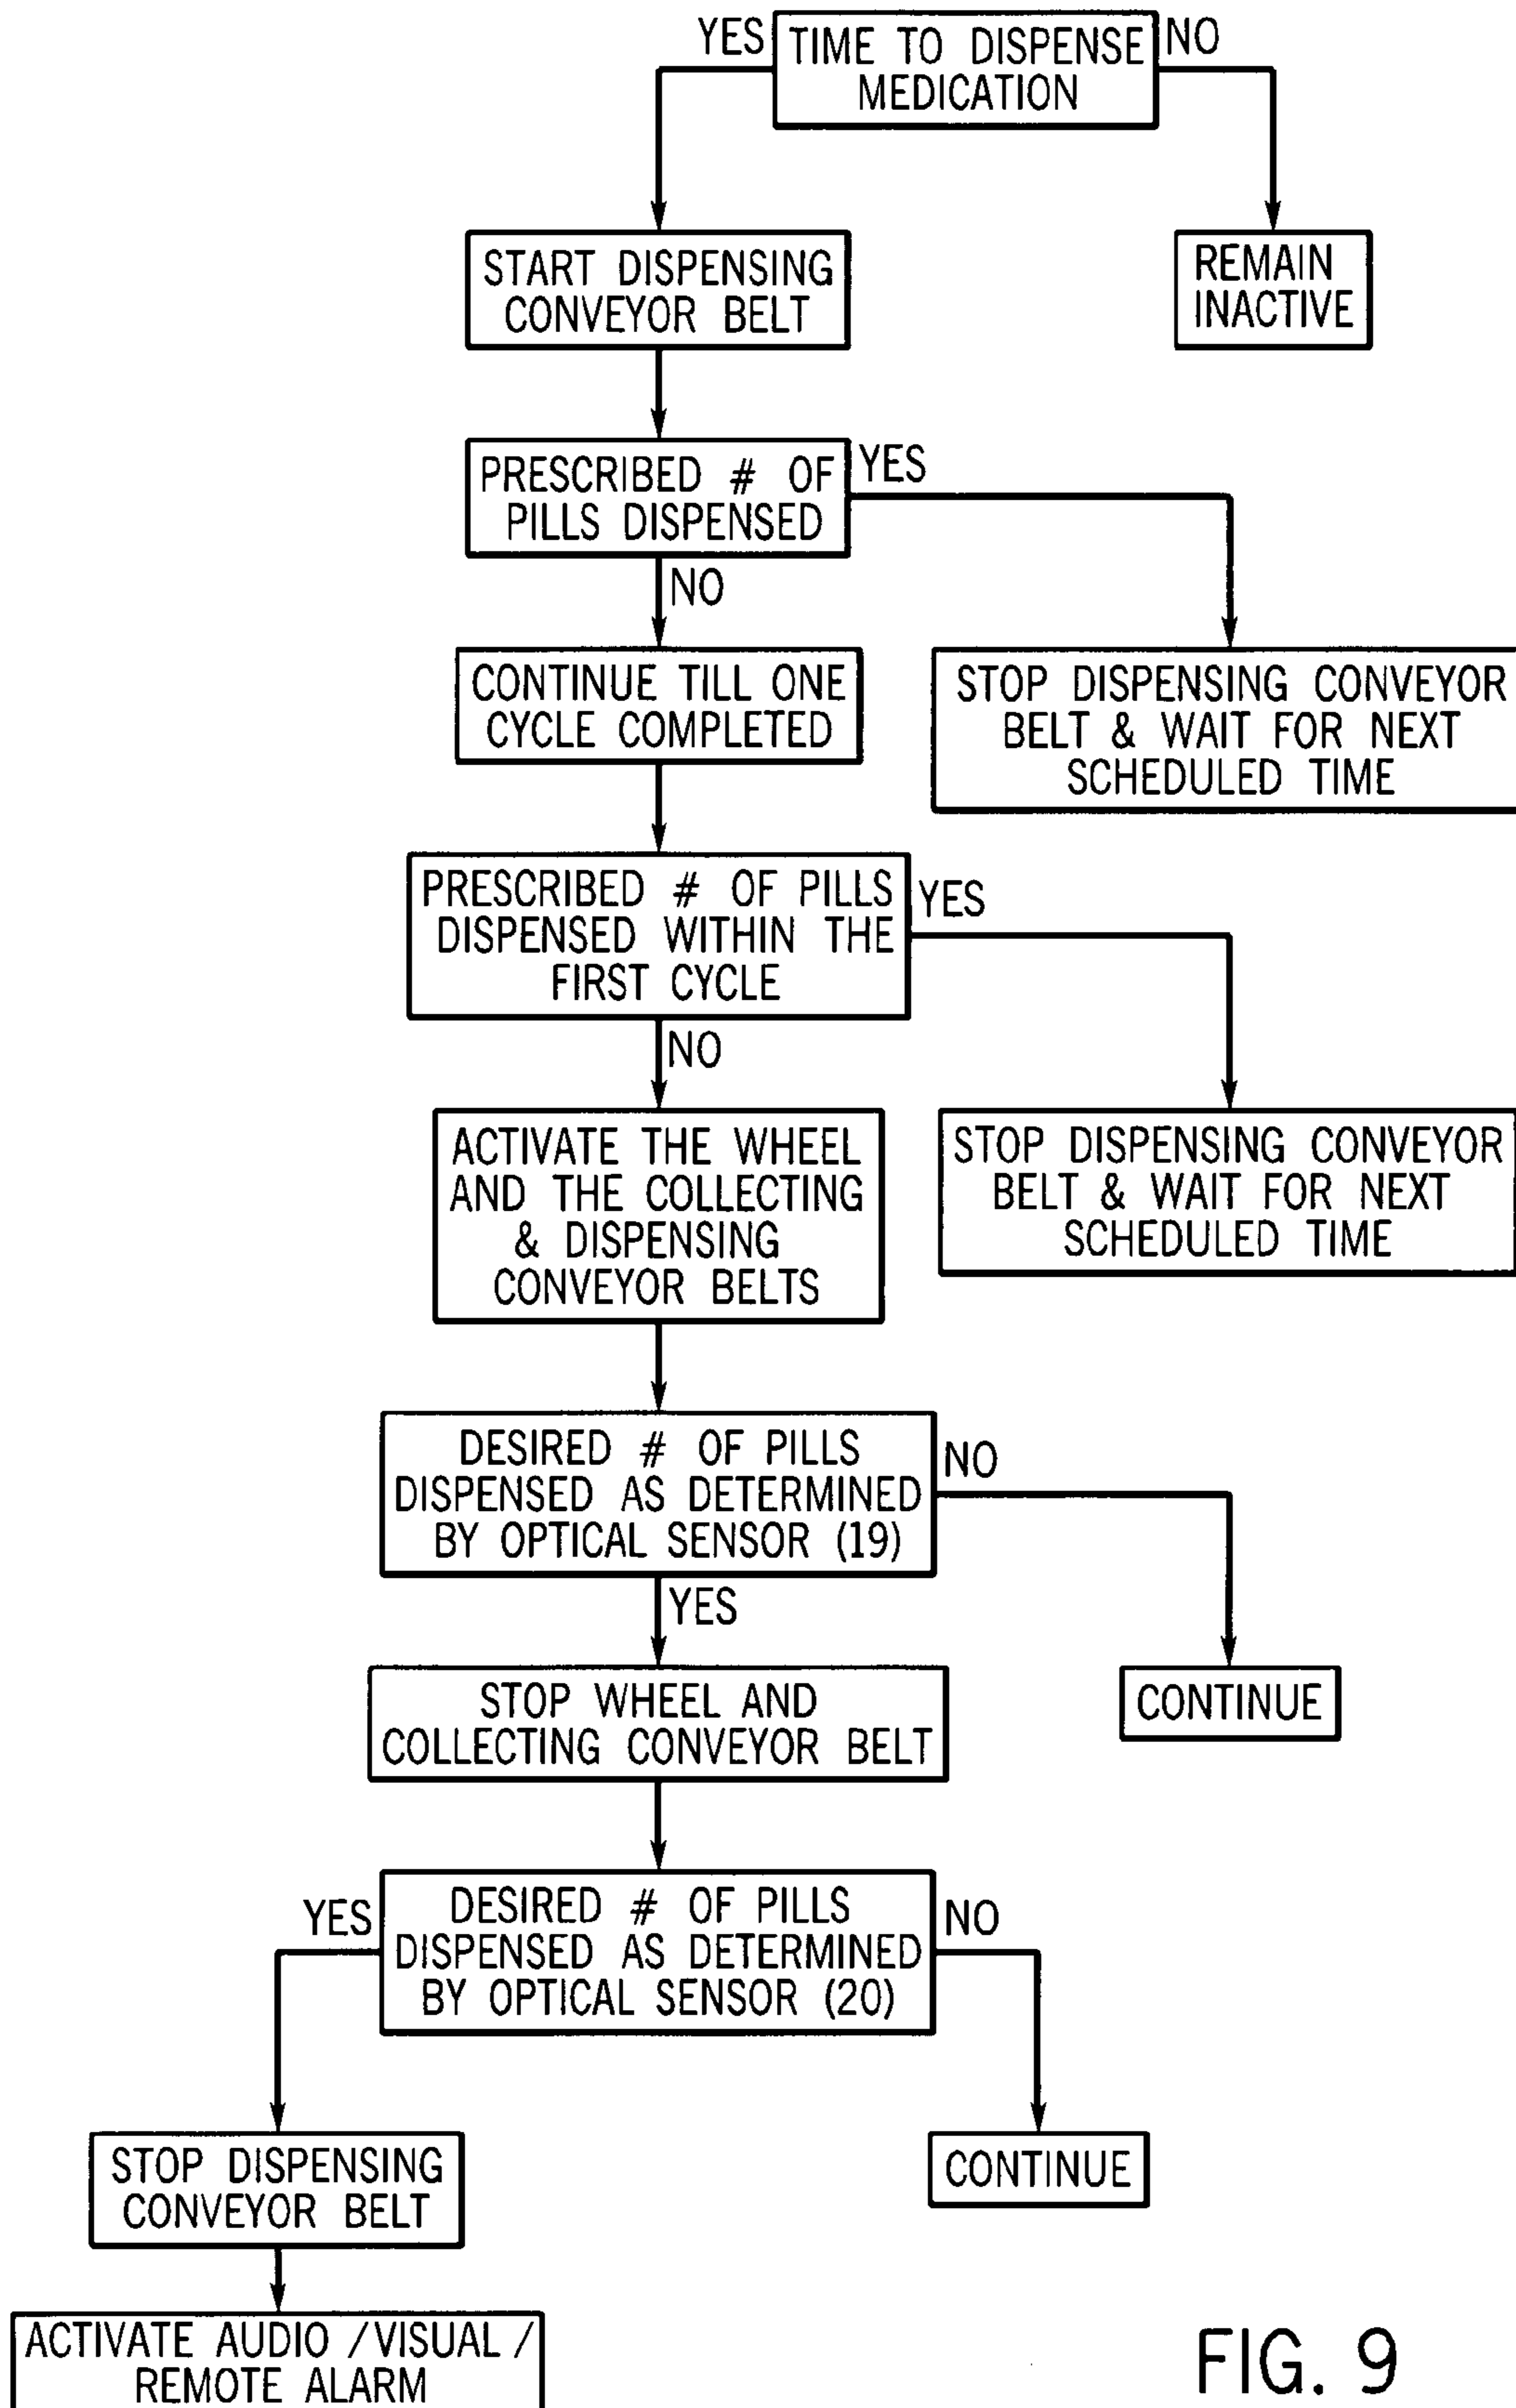 YES
TIME TO DISPENSE
MEDICATION
NO
START DISPENSING
CONVEYOR BELT
REMAIN
INACTIVE
PRESCRIBED # OF
PILLS DISPENSED
YES
NO
CONTINUE TILL ONE
CYCLE COMPLETED
STOP DISPENSING CONVEYOR
BELT & WAIT FOR NEXT
SCHEDULED TIME
PRESCRIBED # OF PILLS
DISPENSED WITHIN THE
FIRST CYCLE
YES
NO
ACTIVATE THE WHEEL
AND THE COLLECTING
& DISPENSING
CONVEYOR BELTS
STOP DISPENSING CONVEYOR
BELT & WAIT FOR NEXT
SCHEDULED TIME
DESIRED # OF PILLS
DISPENSED AS DETERMINED
BY OPTICAL SENSOR (19)
NO
YES
STOP WHEEL AND
COLLECTING CONVEYOR BELT
CONTINUE
YES
DESIRED # OF PILLS
DISPENSED AS DETERMINED
BY OPTICAL SENSOR (20)
NO
STOP DISPENSING
CONVEYOR BELT
CONTINUE
ACTIVATE AUDIO /VISUAL /
REMOTE ALARM
FIG. 9